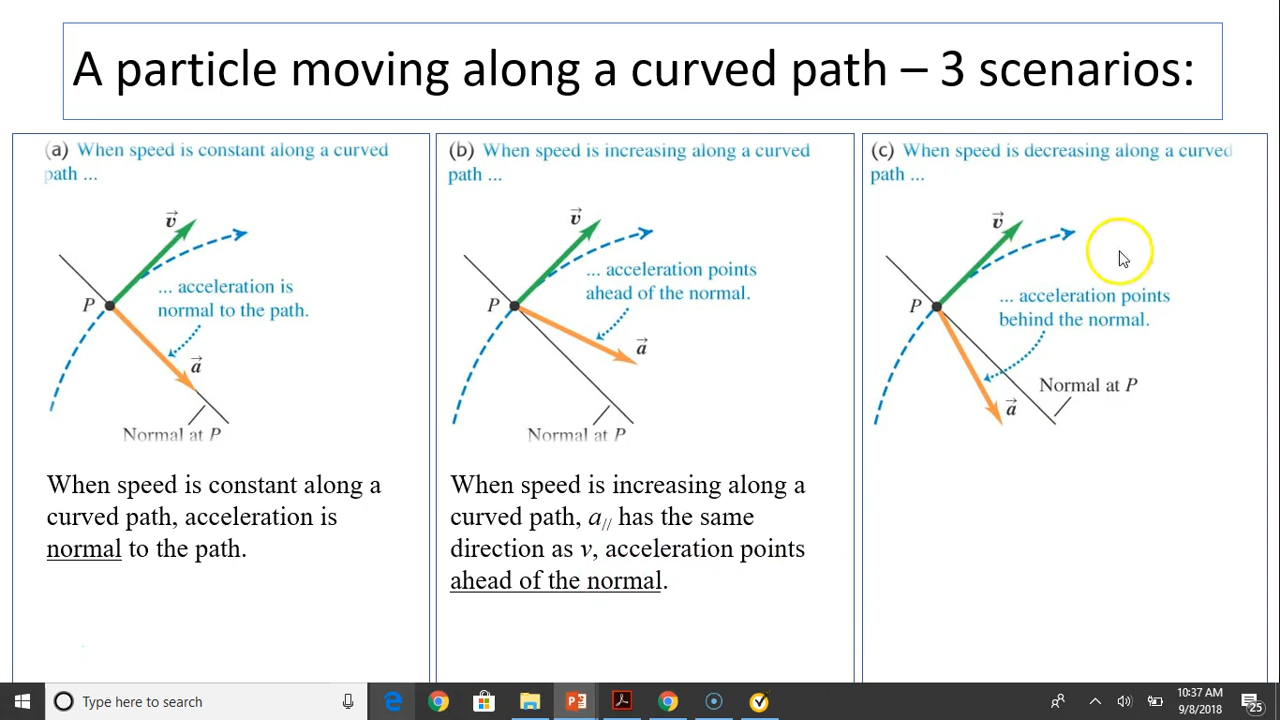 A particle moving along a curved path – 3 scenarios:
(a) When speed is constant along a curved
path ...
v
P
... acceleration is
normal to the path.
a
Normal at P
When speed is constant along a
curved path, acceleration is
normal to the path.
(b) When speed is increasing along a curved
path ...
v
... acceleration points
ahead of the normal.
P
a
Normal at P
When speed is increasing along a
curved path, a// has the same
direction as v, acceleration points
ahead of the normal.
(c) When speed is decreasing along a curved
path ...
v
P
... acceleration points
behind the normal.
Normal at P
a
Type here to search
10:37 AM
9/8/2018
25